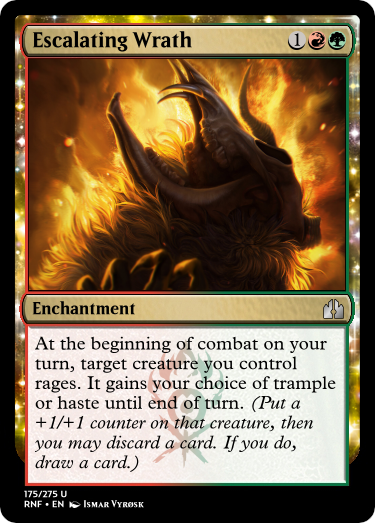 Escalating Wrath 1
Enchantment
At the beginning of combat on your
turn, target creature you control
rages. It gains your choice of trample
or haste until end of turn. (Put a
+1/+1 counter on that creature, then
you may discard a card. If you do,
draw a card.)
175/275 U
RNF • EN Ismar Vyrøsk